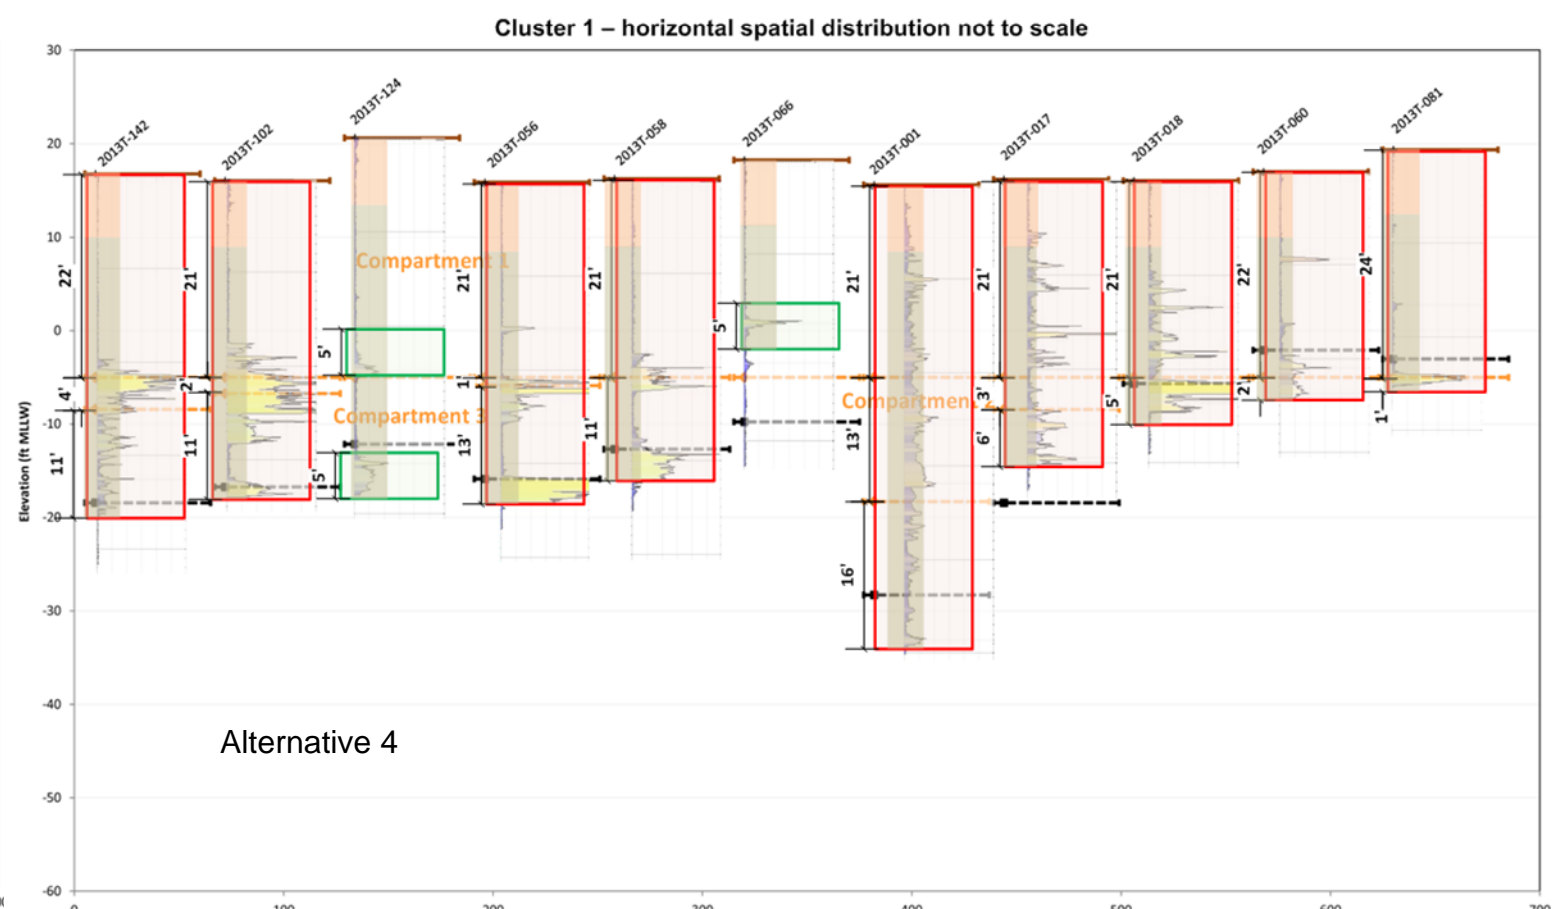 Cluster 1 – horizontal spatial distribution not to scale
30
20
10
0
-10
-20
-30
-40
-50
-60
Elevation (ft MLLW)
2013T-142
2013T-102
2013T-124
2013T-056
2013T-058
2013T-066
2013T-001
2013T-017
2013T-018
2013T-060
2013T-081
Compartment 1
Compartment 3
Compartment 2
22'
4'
11'
21'
2'
11'
5'
5'
21'
1'
13'
21'
11'
5'
21'
13'
16'
21'
3'
6'
21'
5'
22'
2'
24'
1'
Alternative 4
0
100
200
300
400
500
600
700